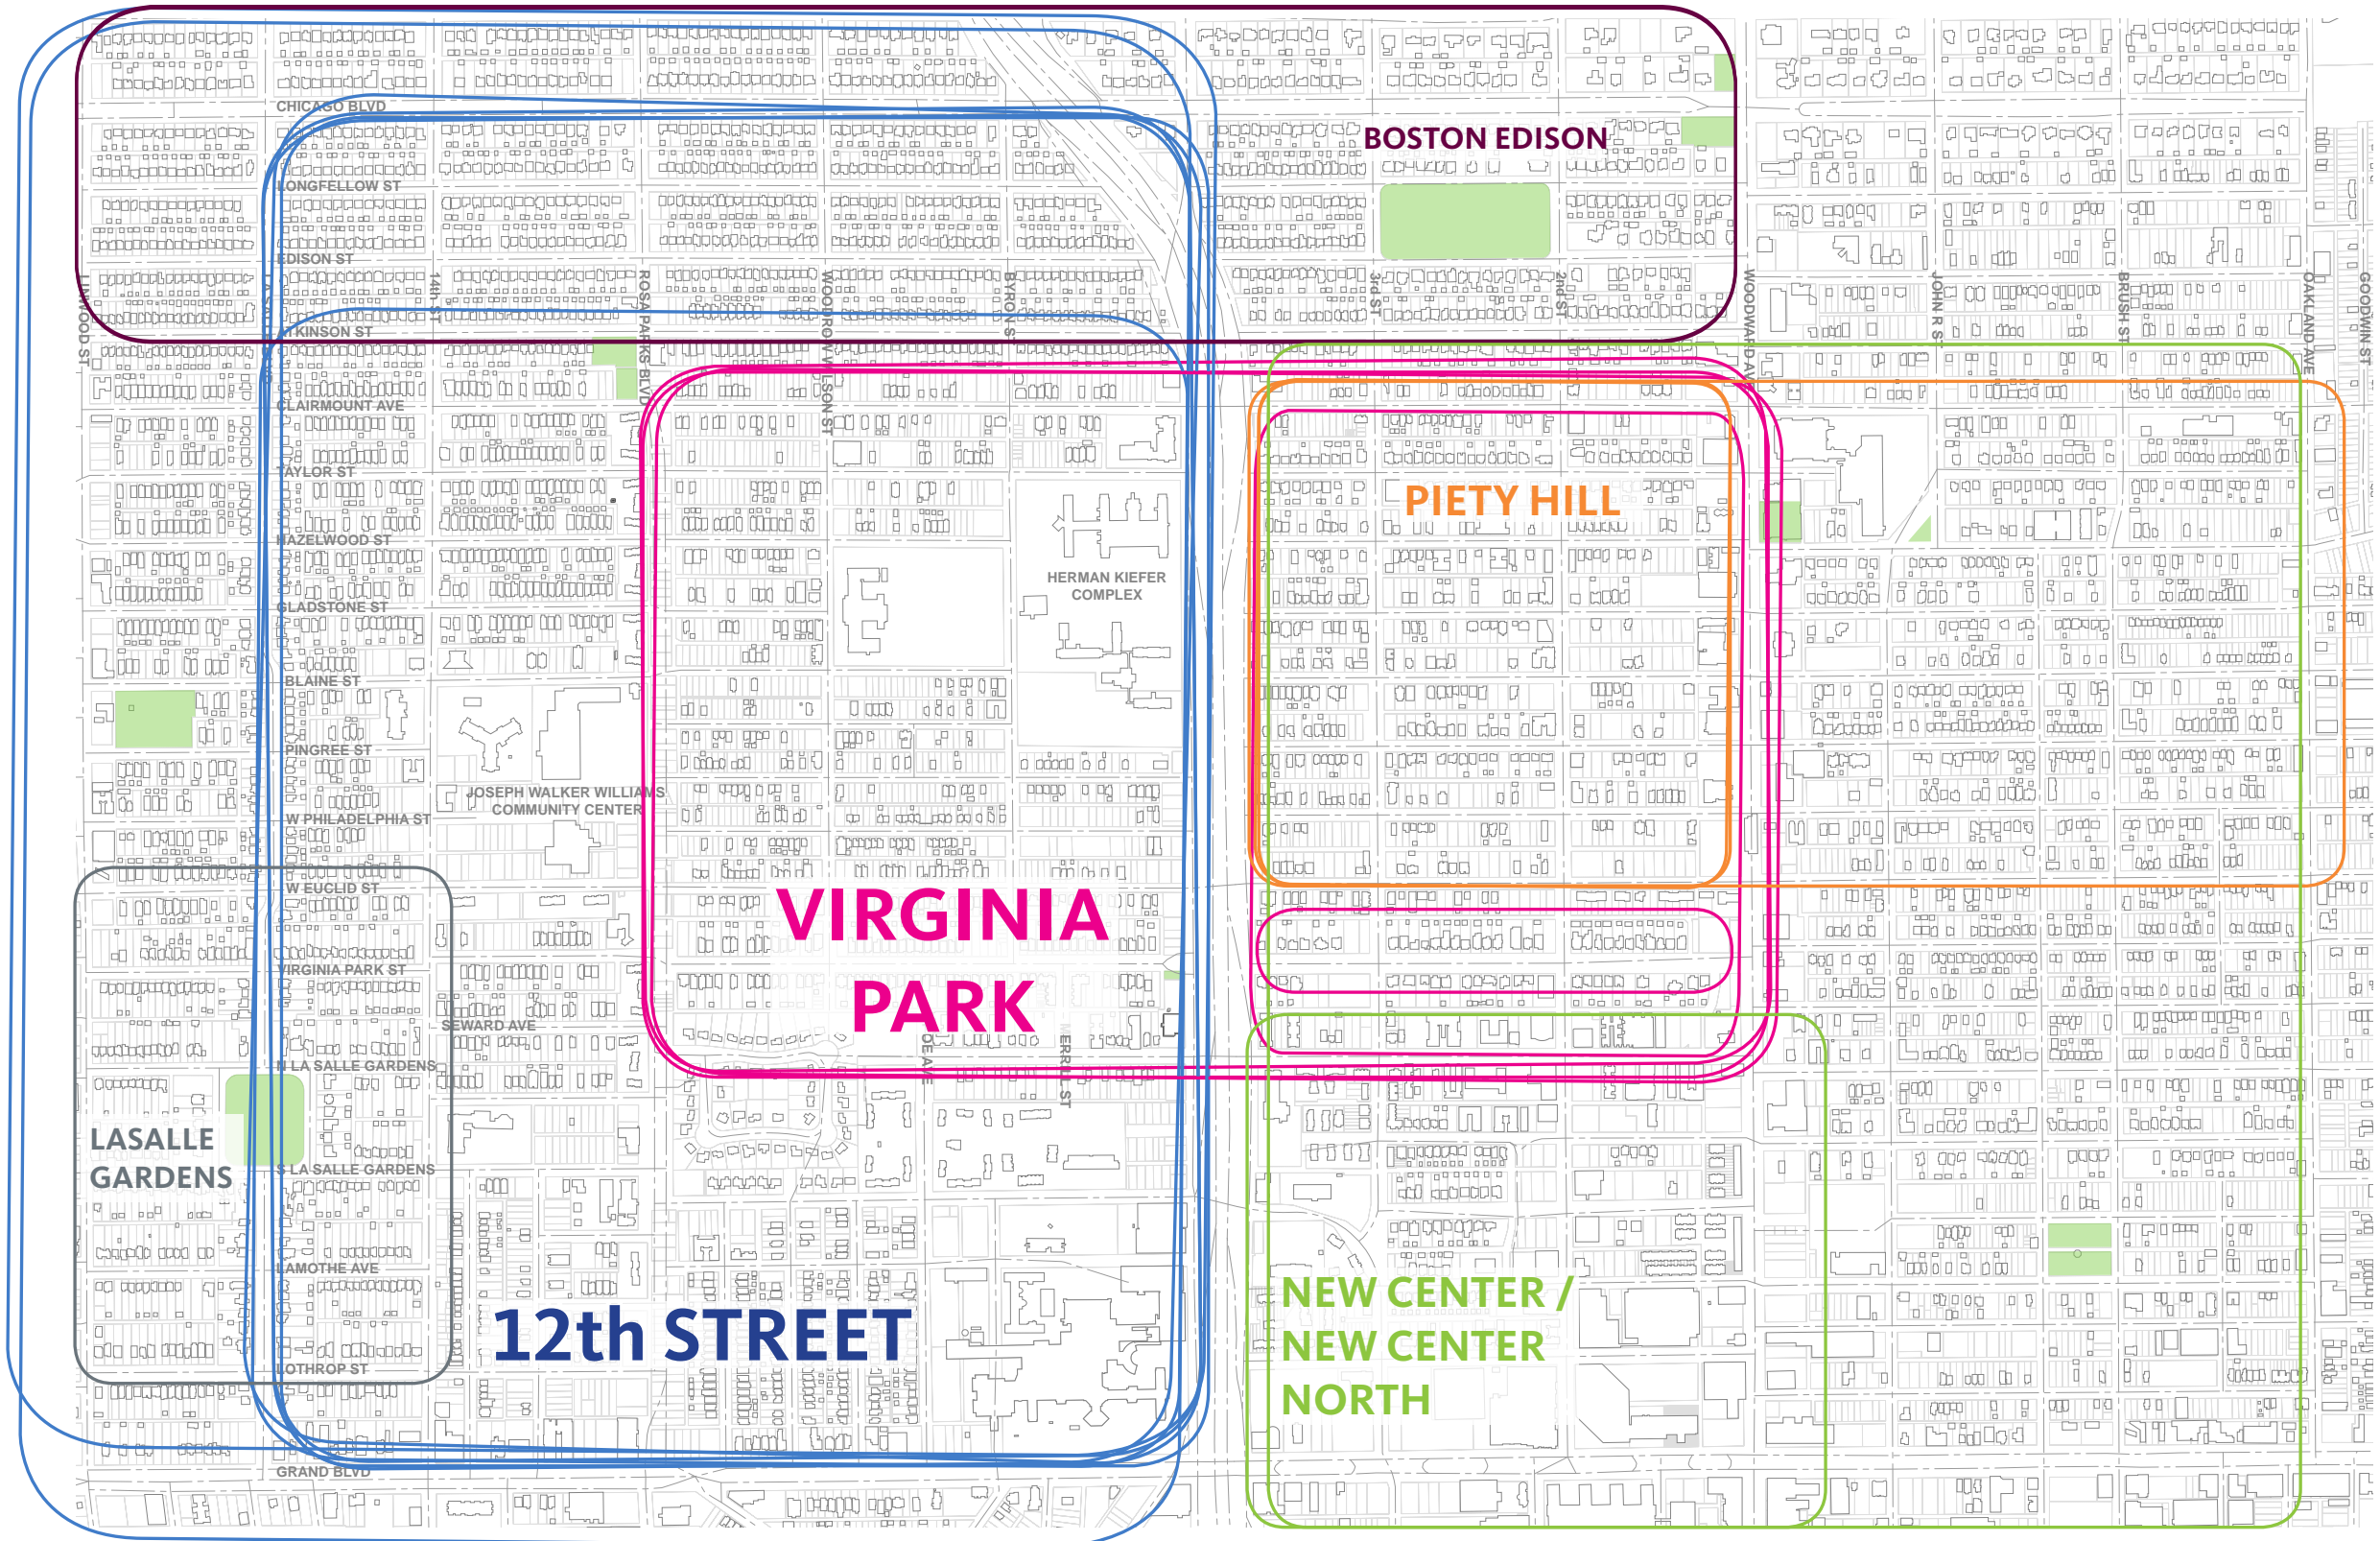 CHICAGO BLVD
BOSTON EDISON
LONGFELLOW ST
EDISON ST
LINWOOD ST
14th ST
ROSA PARKS BLVD
WOODROW WILSON ST
BYRON ST
3rd ST
2nd ST
WOODWARD AVE
JOHN R ST
BRUSH ST
OAKLAND AVE
GOODWIN ST
ATKINSON ST
CLAIRMOUNT AVE
TAYLOR ST
PIETY HILL
HAZELWOOD ST
HERMAN KIEFER
COMPLEX
GLADSTONE ST
BLAINE ST
PINGREE ST
JOSEPH WALKER WILLIAMS
COMMUNITY CENTER
W PHILADELPHIA ST
W EUCLID ST
VIRGINIA
PARK
VIRGINIA PARK ST
SEWARD AVE
MERRILL ST
N LA SALLE GARDENS
LASALLE
GARDENS
S LA SALLE GARDENS
LAMOTHE AVE
12th STREET
NEW CENTER /
NEW CENTER
NORTH
LOTHROP ST
GRAND BLVD